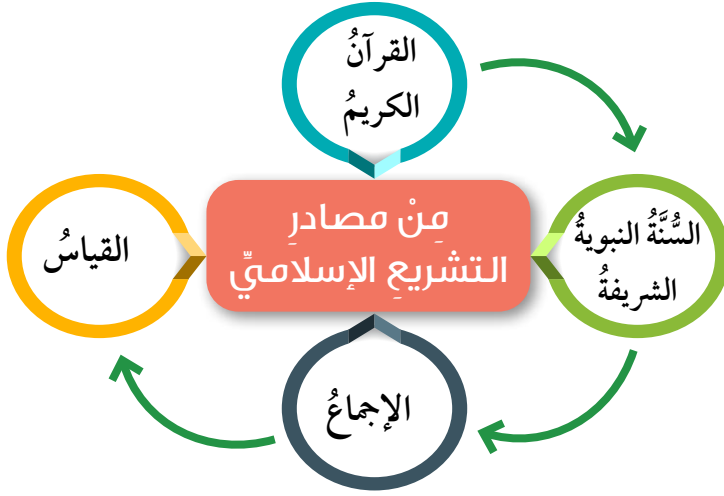 القرآنُ
الكريمُ
مِنْ مصادرِ
التشريعِ الإسلاميِّ
السُّنَّةُ النبويةُ
الشريفةُ
الإجماعُ
القياسُ